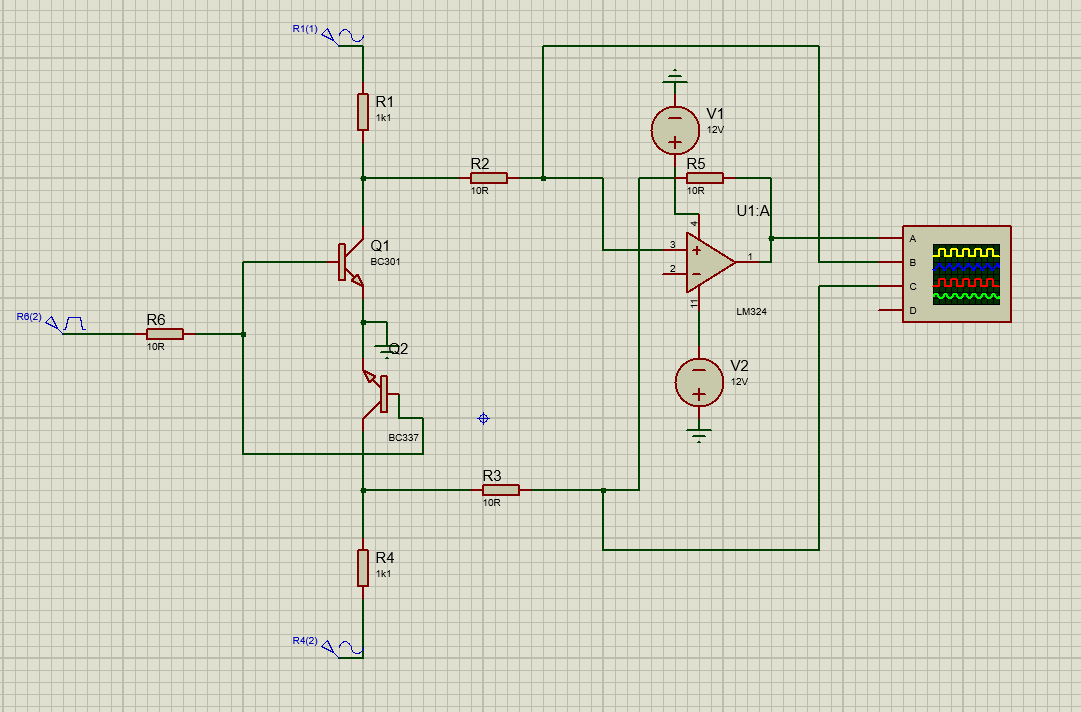 R1(1)
R1
1k1
V1
12V
R2
10R
R5
10R
U1:A
4
3
2
1
11
LM324
A
B
C
D
Q1
BC301
R6(2)
R6
10R
Q2
BC337
V2
12V
R3
10R
R4
1k1
R4(2)